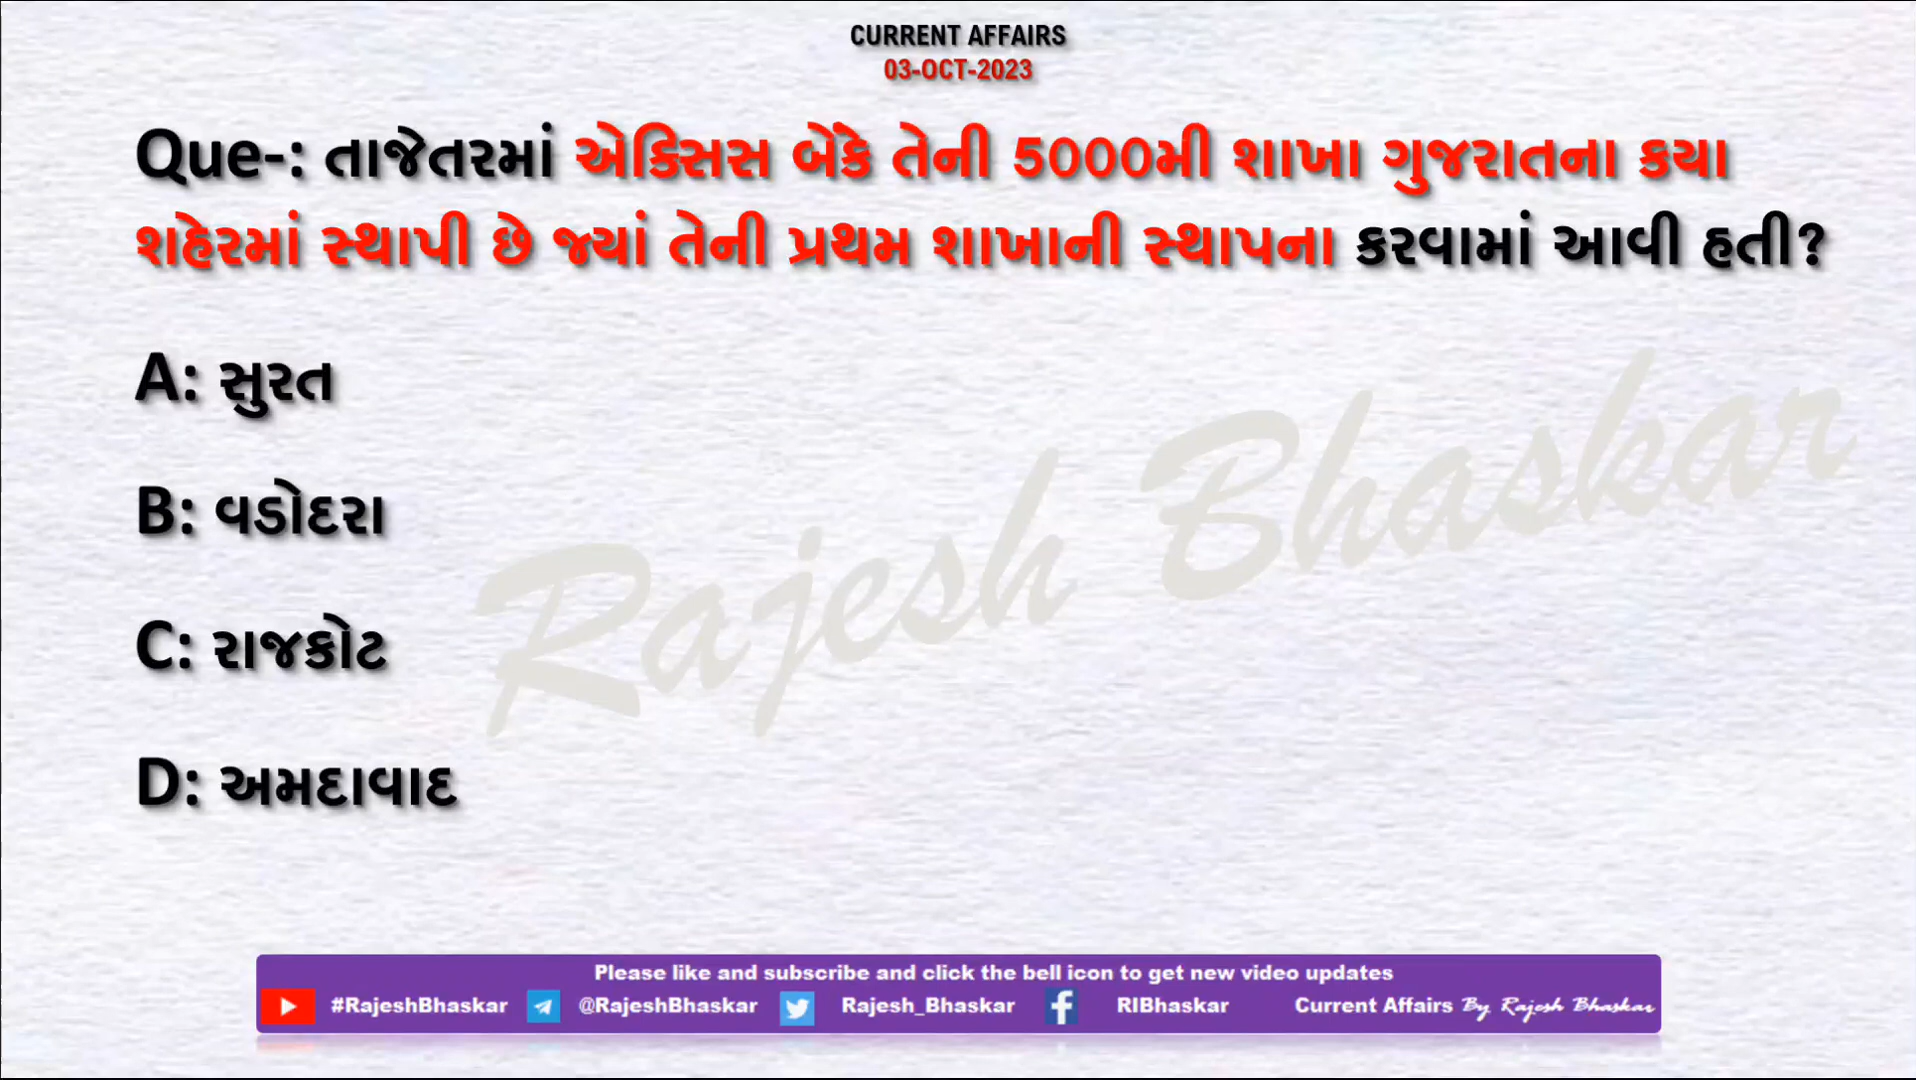 CURRENT AFFAIRS
03-OCT-2023
Que-: તાજેતરમાં એક્સિસ બેંકે તેની 5000મી શાખા ગુજરાતના કયા
શહેરમાં સ્થાપી છે જ્યાં તેની પ્રથમ શાખાની સ્થાપના કરવામાં આવી હતી?
A: સુરત
B: વડોદરા
C: રાજકોટ
D: અમદાવાદ
Rajesh Bhaskar
Please like and subscribe and click the bell icon to get new video updates
#RajeshBhaskar @RajeshBhaskar Rajesh_Bhaskar RIBhaskar Current Affairs By Rajesh Bhaskar